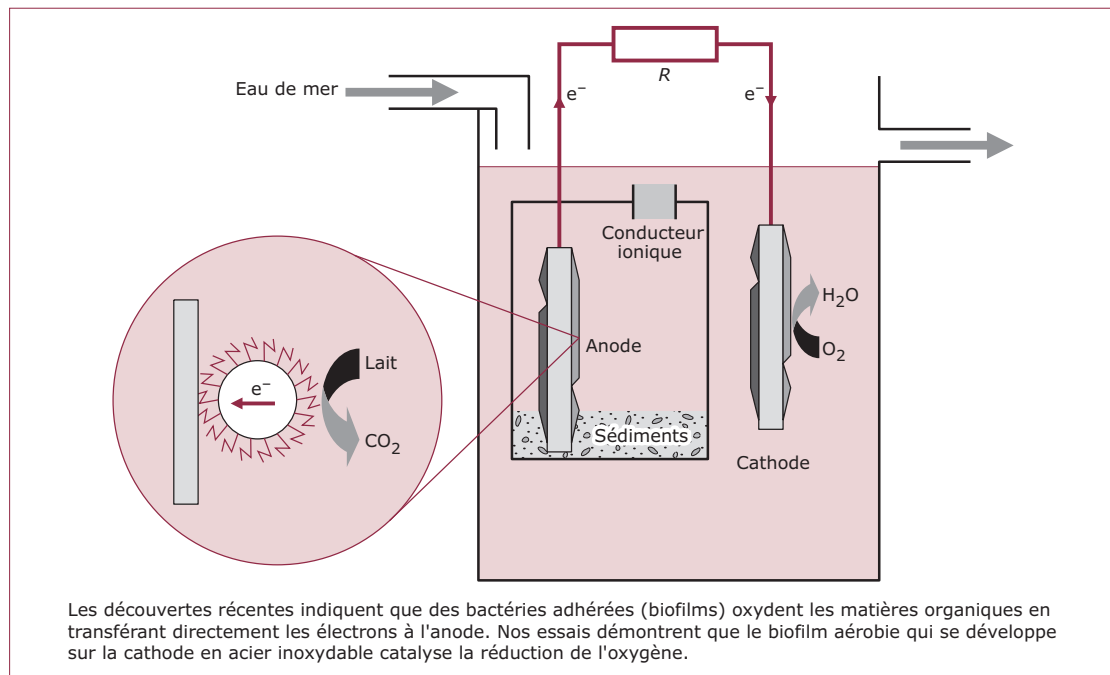 R
Eau de mer
e⁻
e⁻
Conducteur
ionique
H₂O
Anode
O₂
Lait
e⁻
CO₂
Sédiments
Cathode
Les découvertes récentes indiquent que des bactéries adhérées (biofilms) oxydent les matières organiques en
transférant directement les électrons à l'anode. Nos essais démontrent que le biofilm aérobie qui se développe
sur la cathode en acier inoxydable catalyse la réduction de l'oxygène.